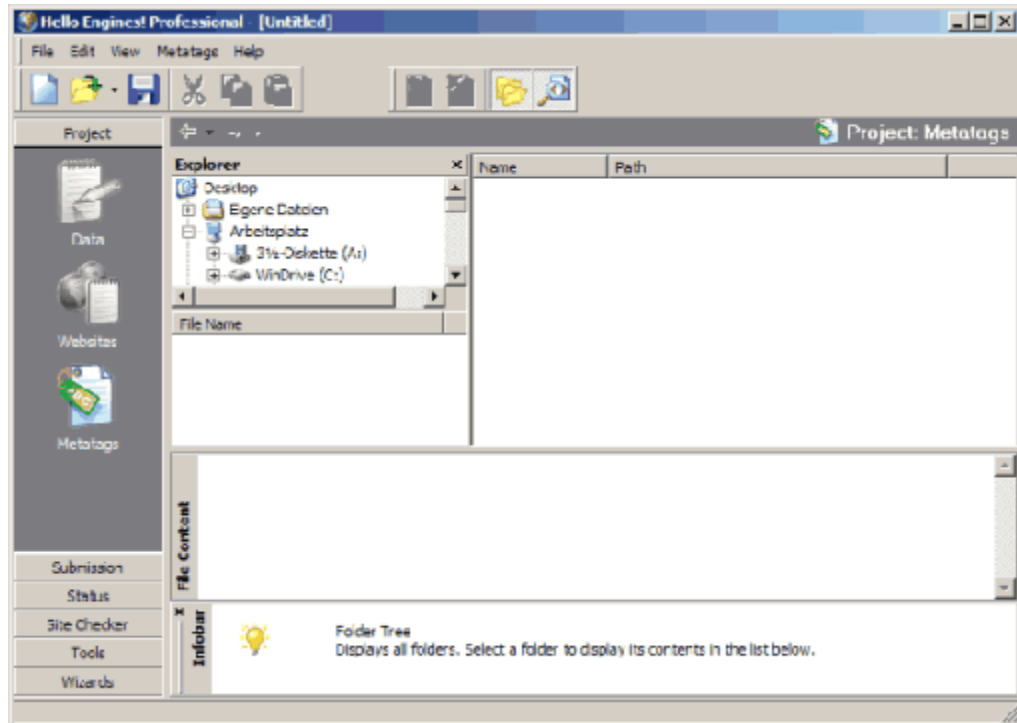 Hello Engines! Professional - [Untitled]
File Edit View Metatags Help
Project
Project: Metatags
Explorer
Name Path
Desktop
Eigene Dateien
Arbeitsplatz
3½-Diskette (A:)
WinDrive (C:)
File Name
Data
Websites
ABC
Metatags
File Content
Submission
Status
Site Checker
Tools
Wizards
Infobar
Folder Tree
Displays all folders. Select a folder to display its contents in the list below.